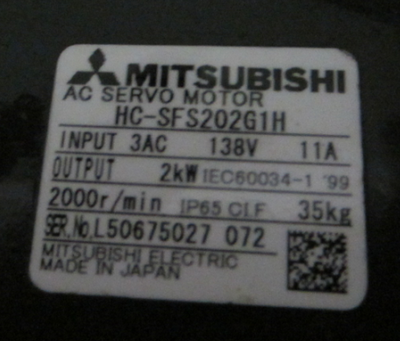 MITSUBISHI
AC SERVO MOTOR
HC-SFS202G1H
INPUT 3AC 138V 11A
OUTPUT 2kW IEC60034-1 '99
2000r/min IP65 Cl.F 35kg
SER.No.L50675027 072
MITSUBISHI ELECTRIC
MADE IN JAPAN